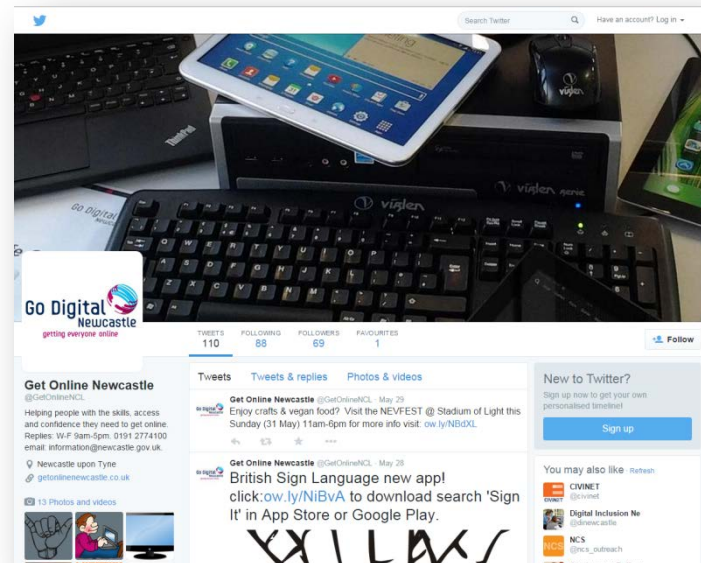 Search Twitter
Have an account? Log in
ThinkPad
viglen
viglen genie
viglen
Go Digital
Newcastle
Go Digital
Newcastle
getting everyone online
TWEETS
110
FOLLOWING
88
FOLLOWERS
69
FAVOURITES
1
Follow
Get Online Newcastle
@GetOnlineNCL
Helping people with the skills, access
and confidence they need to get online.
Replies: W-F 9am-5pm. 0191 2774100
email: information@newcastle.gov.uk.
Newcastle upon Tyne
getonlinenewcastle.co.uk
13 Photos and videos
Tweets Tweets & replies Photos & videos
Get Online Newcastle @GetOnlineNCL · May 29
Enjoy crafts & vegan food? Visit the NEVFEST @ Stadium of Light this
Sunday (31 May) 11am-6pm for more info visit: ow.ly/NBdXL
Get Online Newcastle @GetOnlineNCL · May 28
British Sign Language new app!
click:ow.ly/NiBvA to download search 'Sign
It' in App Store or Google Play.
New to Twitter?
Sign up now to get your own
personalised timeline!
Sign up
You may also like · Refresh
CIVINET
@civinet
Digital Inclusion Ne
@dinewcastle
NCS
@ncs_outreach